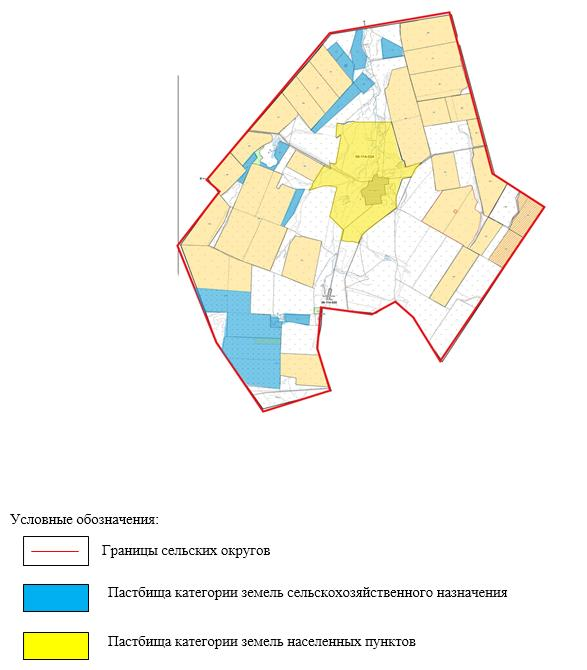 Условные обозначения:
Границы сельских округов
Пастбища категории земель сельскохозяйственного назначения
Пастбища категории земель населенных пунктов